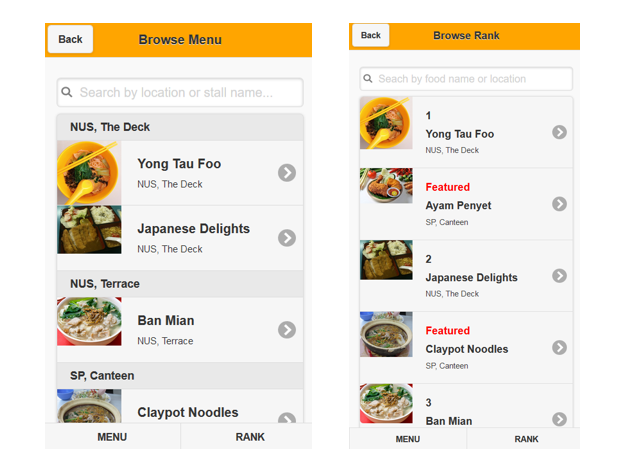 Back
Browse Menu
Search by location or stall name...
NUS, The Deck
Yong Tau Foo
NUS, The Deck
Japanese Delights
NUS, The Deck
NUS, Terrace
Ban Mian
NUS, Terrace
SP, Canteen
Claypot Noodles
MENU
RANK
Back
Browse Rank
Seach by food name or location
1
Yong Tau Foo
NUS, The Deck
Featured
Ayam Penyet
SP, Canteen
2
Japanese Delights
NUS, The Deck
Featured
Claypot Noodles
SP, Canteen
3
Ban Mian
MENU
RANK